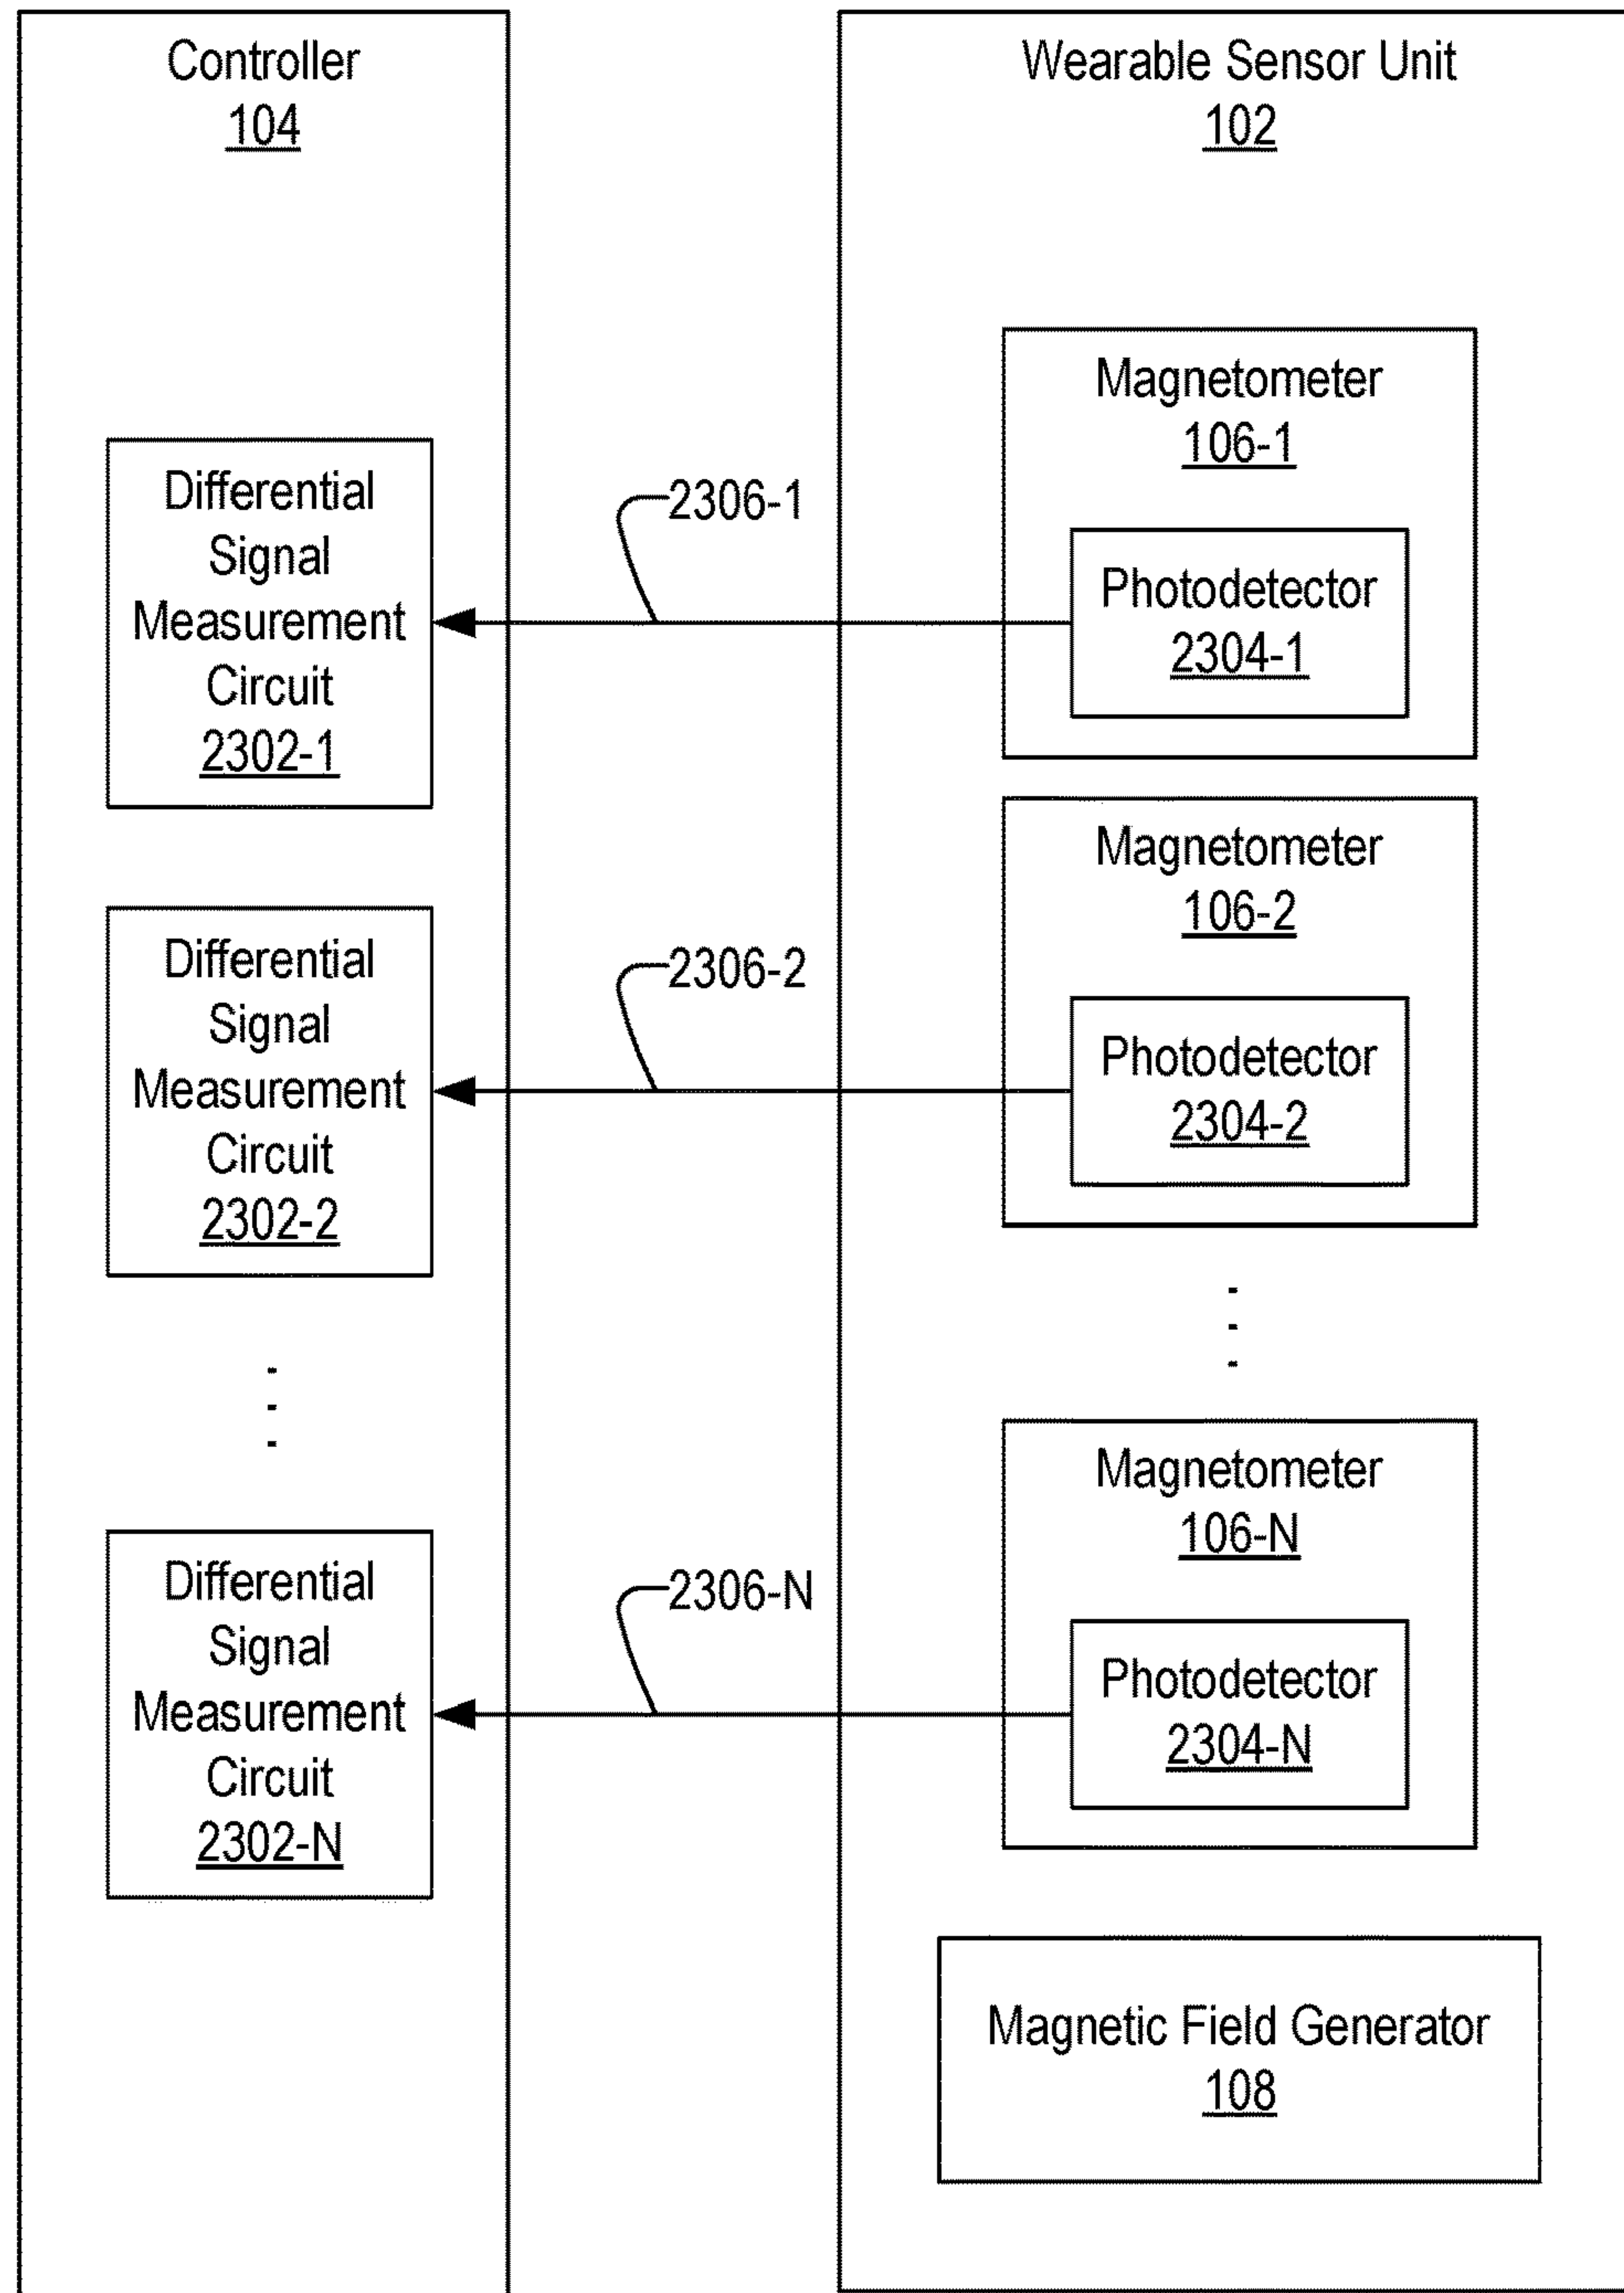 Controller
104
Differential
Signal
Measurement
Circuit
2302-1
Differential
Signal
Measurement
Circuit
2302-2
Differential
Signal
Measurement
Circuit
2302-N
2306-1
2306-2
2306-N
Wearable Sensor Unit
102
Magnetometer
106-1
Photodetector
2304-1
Magnetometer
106-2
Photodetector
2304-2
Magnetometer
106-N
Photodetector
2304-N
Magnetic Field Generator
108